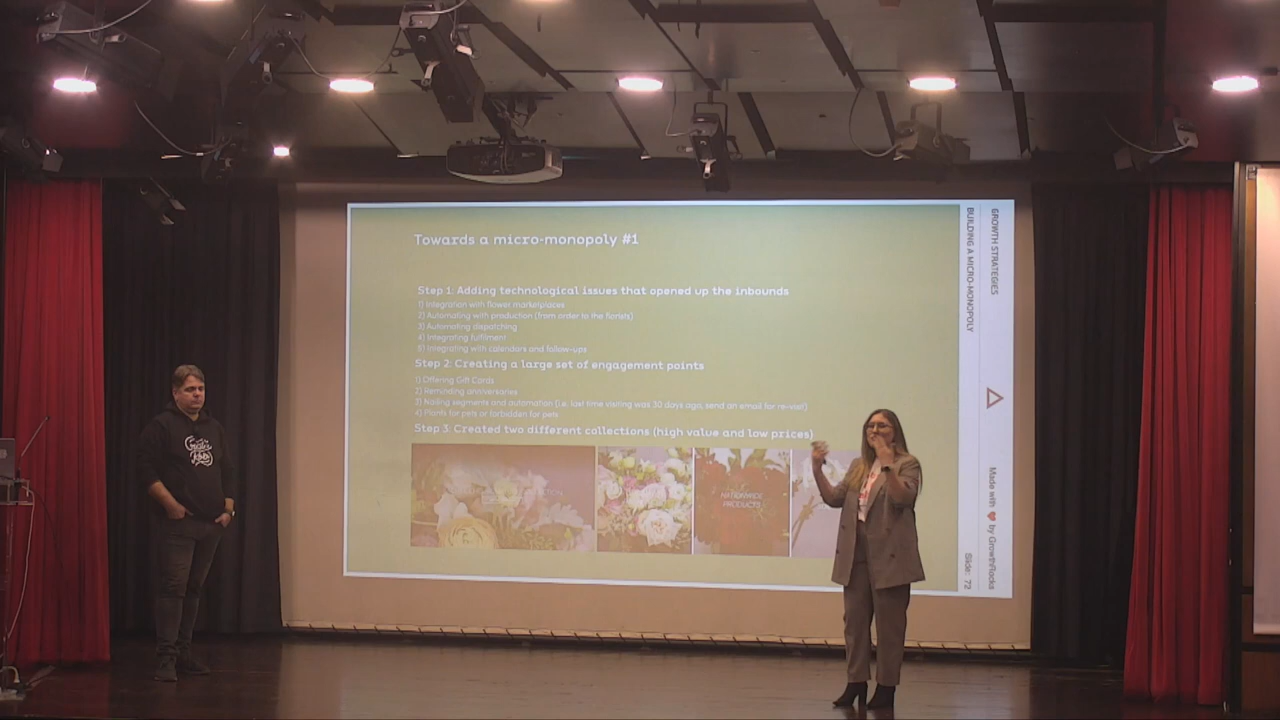 Towards a micro-monopoly #1
Step 1: Adding technological issues that opened up the inbounds
1) Integration with flower marketplaces
2) Automating with production (from order to the florists)
3) Automating dispatching
4) Integrating fulfilment
5) Integrating with calendars and follow-ups
Step 2: Creating a large set of engagement points
1) Offering Gift Cards
2) Reminding anniversaries
3) Nailing segments and automation (i.e. last time visiting was 30 days ago, send an email for re-visit)
4) Plants for pets or forbidden for pets
Step 3: Created two different collections (high value and low prices)
NATIONWIDE
PRODUCTS
GROWTH STRATEGIES
BUILDING A MICRO-MONOPOLY
Made with ❤ by GrowthRocks
Slide: 72